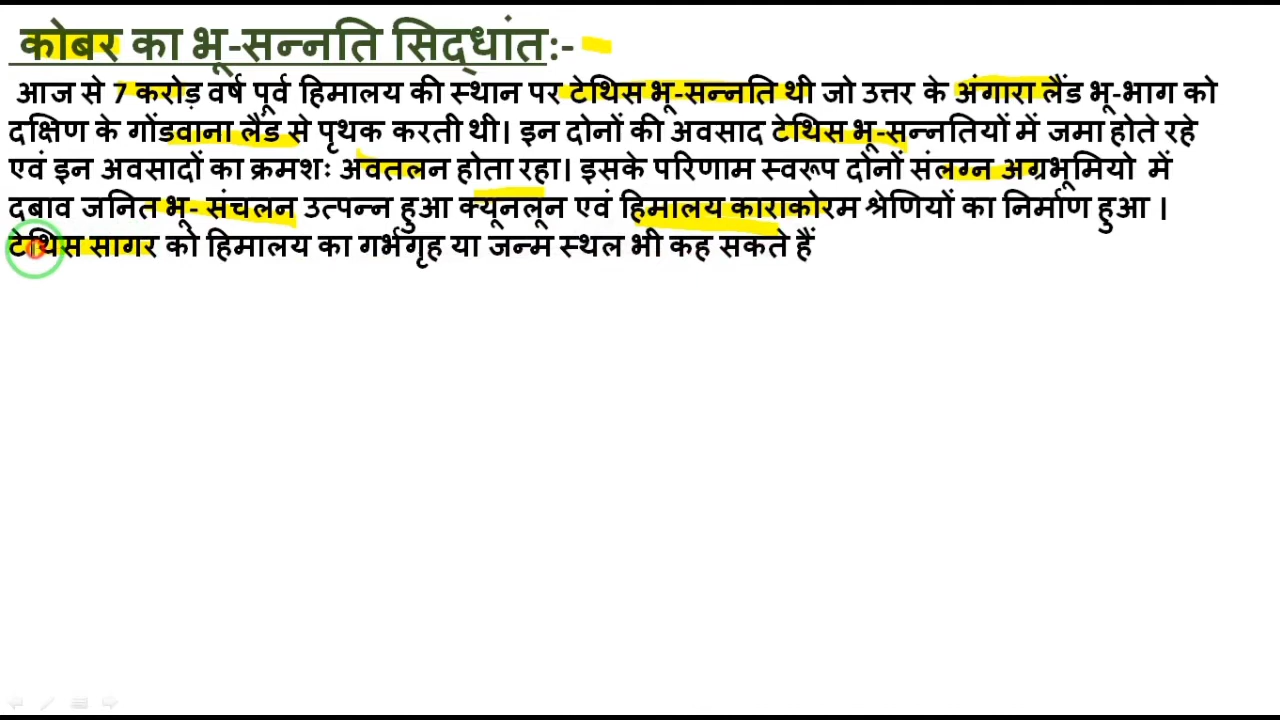 कोबर का भू-सन्नति सिद्धांतः-
आज से 7 करोड़ वर्ष पूर्व हिमालय की स्थान पर टेथिस भू-सन्नति थी जो उत्तर के अंगारा लैंड भू-भाग को
दक्षिण के गोंडवाना लैंड से पृथक करती थी। इन दोनों की अवसाद टेथिस भू-सन्नतियों में जमा होते रहे
एवं इन अवसादों का क्रमशः अवतलन होता रहा। इसके परिणाम स्वरूप दोनों संलग्न अग्रभूमियो में
दबाव जनित भू- संचलन उत्पन्न हुआ क्यूनलून एवं हिमालय काराकोरम श्रेणियों का निर्माण हुआ ।
टेथिस सागर को हिमालय का गर्भगृह या जन्म स्थल भी कह सकते हैं